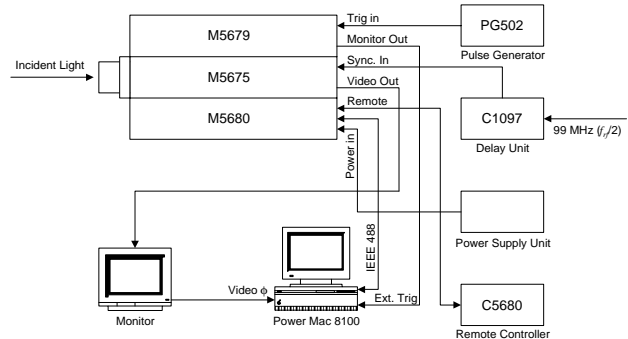 M5679
M5675
M5680
Incident Light
Trig in
Monitor Out
Sync. In
Video Out
Remote
Power in
IEEE 488
PG502
Pulse Generator
C1097
Delay Unit
99 MHz (frf/2)
Power Supply Unit
C5680
Remote Controller
Monitor
Video ϕ
Power Mac 8100
Ext. Trig